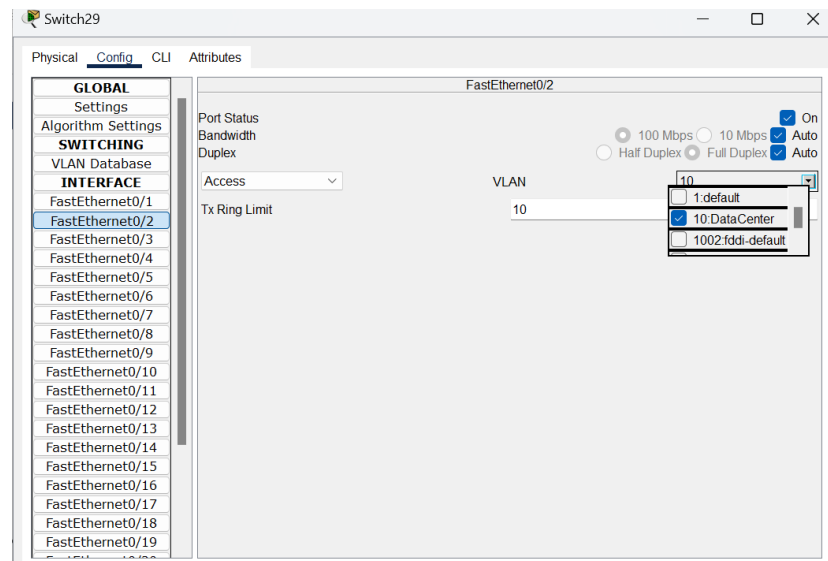 Switch29
Physical Config CLI Attributes
GLOBAL
Settings
Algorithm Settings
SWITCHING
VLAN Database
INTERFACE
FastEthernet0/1
FastEthernet0/2
FastEthernet0/3
FastEthernet0/4
FastEthernet0/5
FastEthernet0/6
FastEthernet0/7
FastEthernet0/8
FastEthernet0/9
FastEthernet0/10
FastEthernet0/11
FastEthernet0/12
FastEthernet0/13
FastEthernet0/14
FastEthernet0/15
FastEthernet0/16
FastEthernet0/17
FastEthernet0/18
FastEthernet0/19
FastEthernet0/2
Port Status On
Bandwidth 100 Mbps 10 Mbps Auto
Duplex Half Duplex Full Duplex Auto
Access VLAN 10
1:default
10:DataCenter
1002:fddi-default
Tx Ring Limit 10